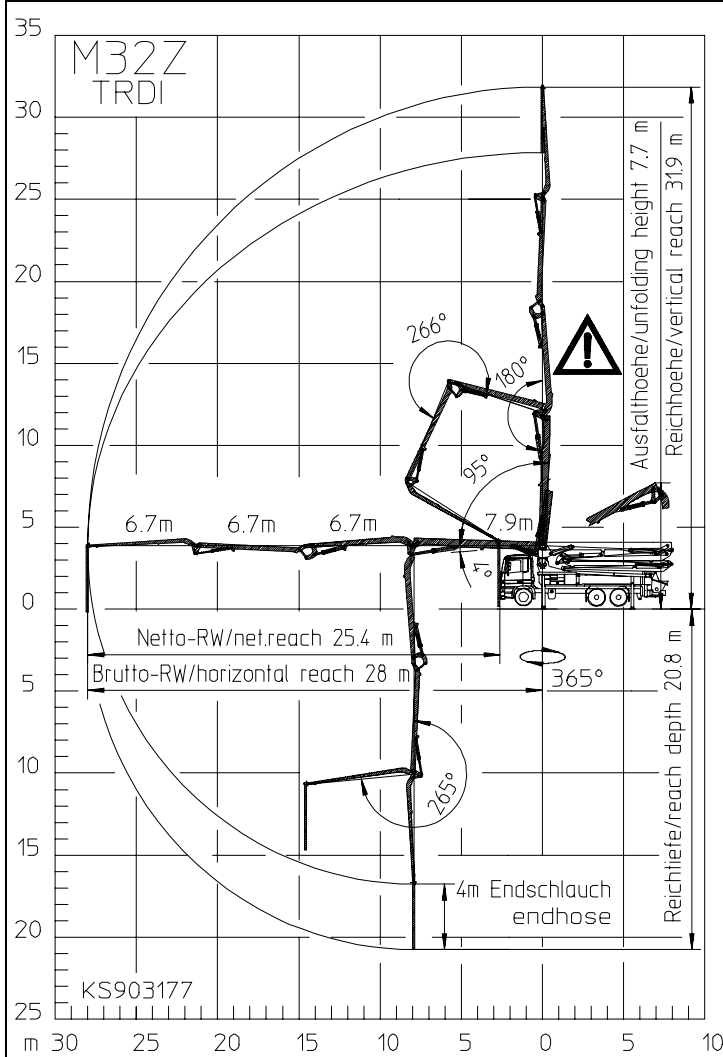 M32Z
TRDI
35
30
25
20
15
10
5
0
5
10
15
20
25
m 30 25 20 15 10 5 0 5 10
266°
180°
95°
6.7m 6.7m 6.7m 7.9m
4°
Netto-RW/net.reach 25.4 m
Brutto-RW/horizontal reach 28 m
365°
265°
4m Endschlauch
endhose
Ausfalthoehe/unfolding height 7.7 m
Reichhoehe/vertical reach 31.9 m
Reichtiefe/reach depth 20.8 m
!
KS903177